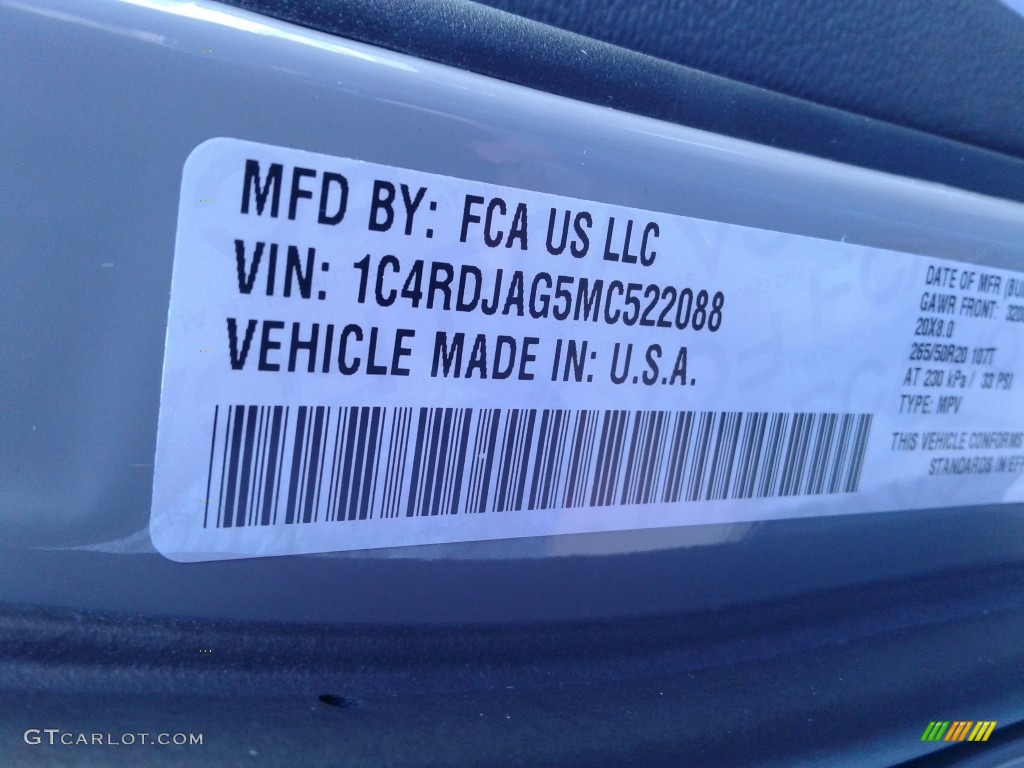 MFD BY: FCA US LLC
VIN: 1C4RDJAG5MC522088
VEHICLE MADE IN: U.S.A.
DATE OF MFR
GAWR FRONT:
20X8.0
265/50R20 107T
AT 230 kPa / 33 PSI
TYPE: MPV
THIS VEHICLE CONFORMS
STANDARDS IN
GTCARLOT.COM